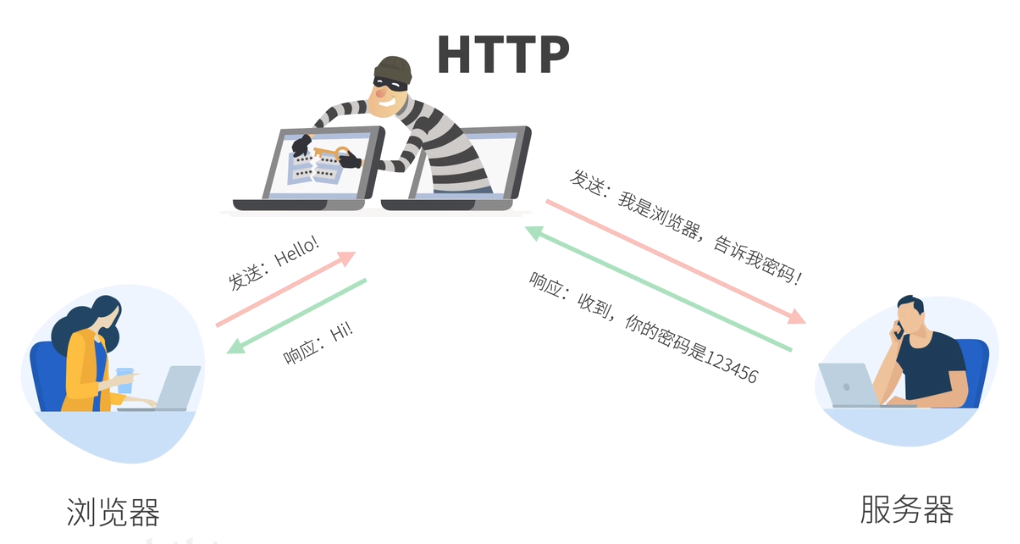 HTTP
发送：我是浏览器，告诉我密码！
发送：Hello!
响应：收到，你的密码是123456
响应：Hi!
浏览器
服务器